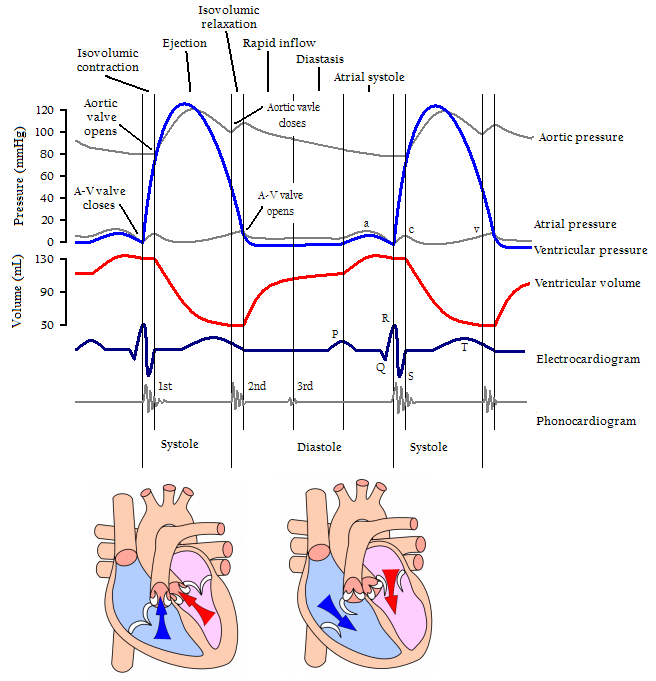 Isovolumic
relaxation
Ejection
Rapid inflow
Isovolumic
contraction
Diastasis
Atrial systole
Aortic
valve
opens
Aortic vavle
closes
A-V valve
closes
A-V valve
opens
Pressure (mmHg)
120
100
80
60
40
20
0
Aortic pressure
a
c
v
Atrial pressure
Ventricular pressure
Volume (mL)
130
90
50
Ventricular volume
R
P
T
Q
S
Electrocardiogram
1st
2nd
3rd
Phonocardiogram
Systole
Diastole
Systole